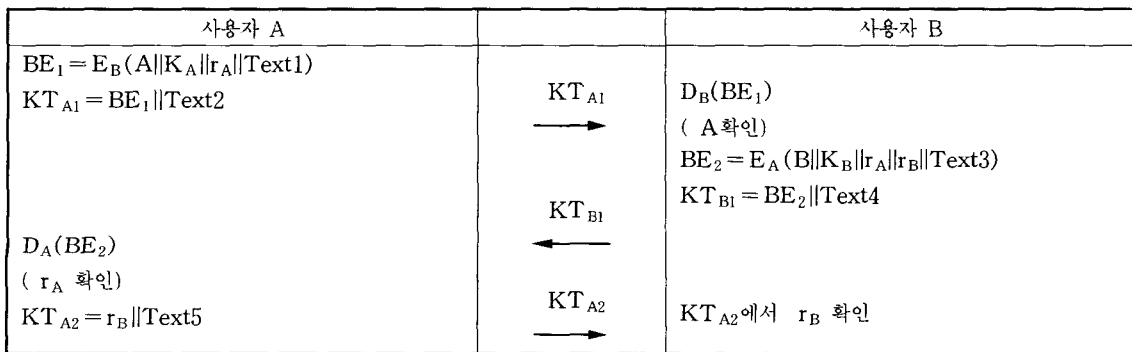 사용자 A
사용자 B
BE₁=E_B(A||K_A||r_A||Text1)
KT_A1=BE₁||Text2
KT_A1
D_B(BE₁)
( A확인)
BE₂=E_A(B||K_B||r_A||r_B||Text3)
KT_B1=BE₂||Text4
KT_B1
D_A(BE₂)
( r_A 확인)
KT_A2=r_B||Text5
KT_A2
KT_A2에서 r_B 확인